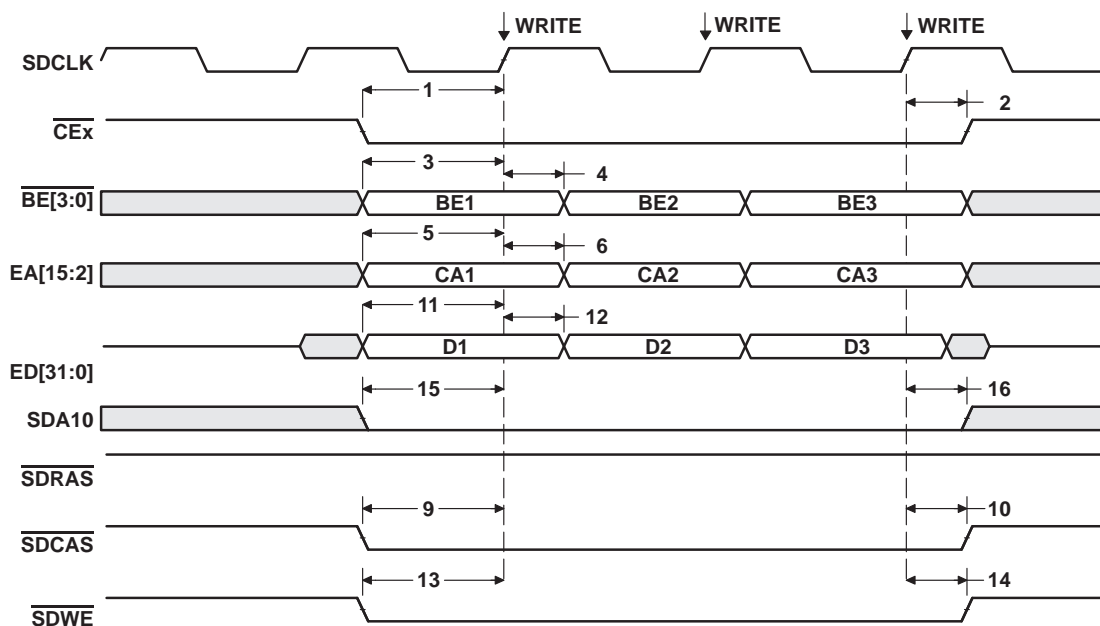 WRITE WRITE WRITE
SDCLK
1 2
CEx
3 4
BE[3:0] BE1 BE2 BE3
5 6
EA[15:2] CA1 CA2 CA3
11 12
D1 D2 D3
ED[31:0]
15 16
SDA10
SDRAS
9 10
SDCAS
13 14
SDWE